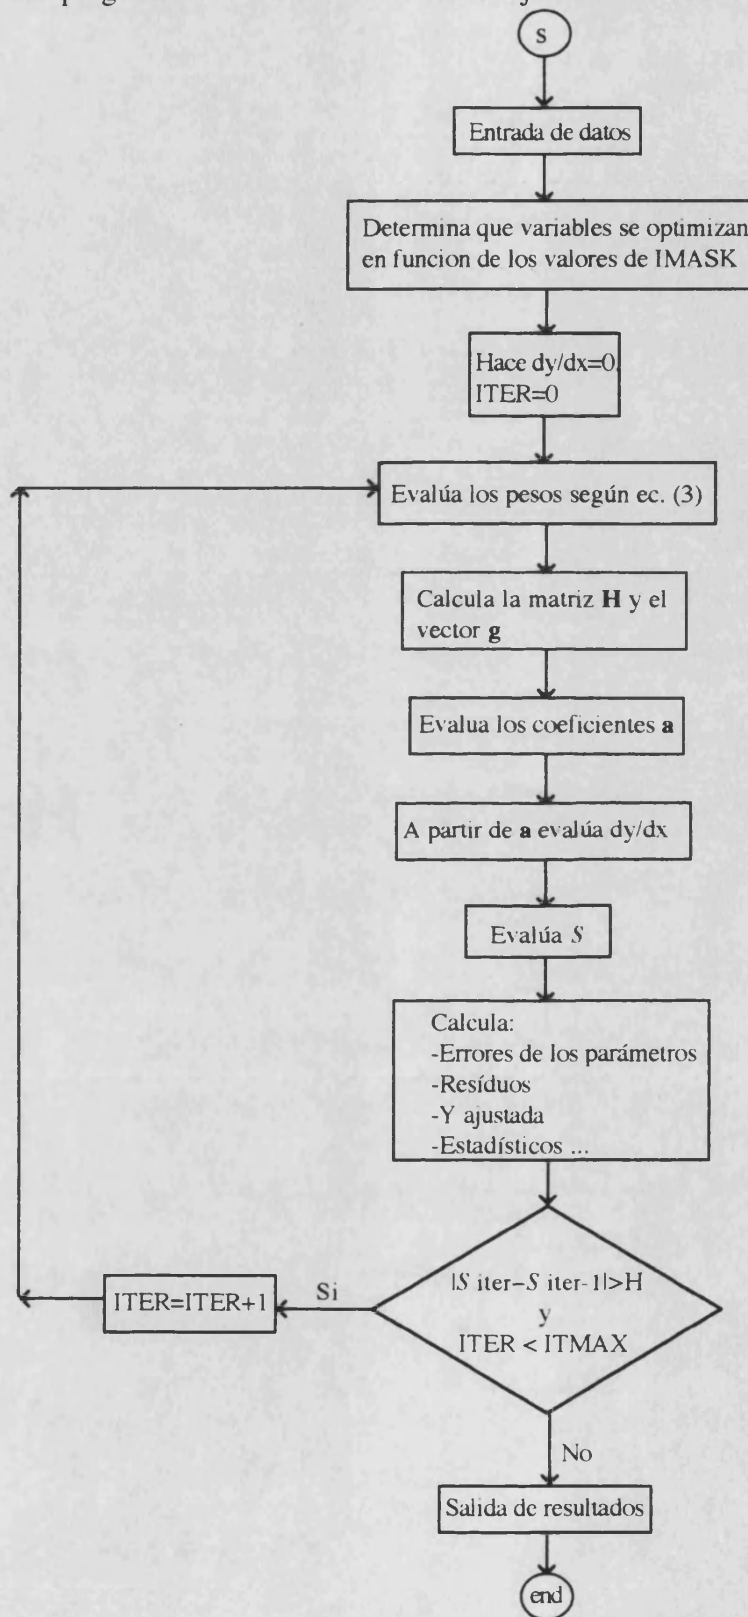 S
Entrada de datos
Determina que variables se optimizan
en funcion de los valores de IMASK
Hace dy/dx=0,
ITER=0
Evalúa los pesos según ec. (3)
Calcula la matriz H y el
vector g
Evalua los coeficientes a
A partir de a evalúa dy/dx
Evalúa S
Calcula:
-Errores de los parámetros
-Resíduos
-Y ajustada
-Estadísticos ...
|S iter-S iter-1|>H
y
ITER < ITMAX
Si
ITER=ITER+1
No
Salida de resultados
end